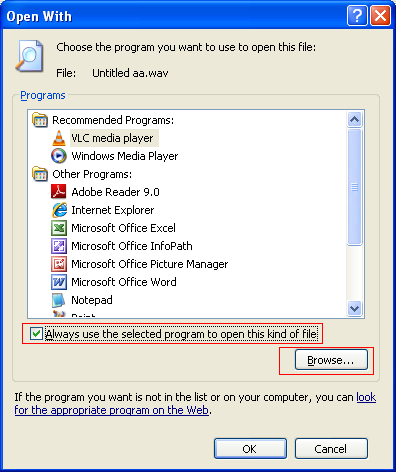 Open With
Choose the program you want to use to open this file:
File: Untitled aa.wav
Programs
Recommended Programs:
VLC media player
Windows Media Player
Other Programs:
Adobe Reader 9.0
Internet Explorer
Microsoft Office Excel
Microsoft Office InfoPath
Microsoft Office Picture Manager
Microsoft Office Word
Notepad
Paint
Always use the selected program to open this kind of file
Browse...
If the program you want is not in the list or on your computer, you can look
for the appropriate program on the Web.
OK Cancel